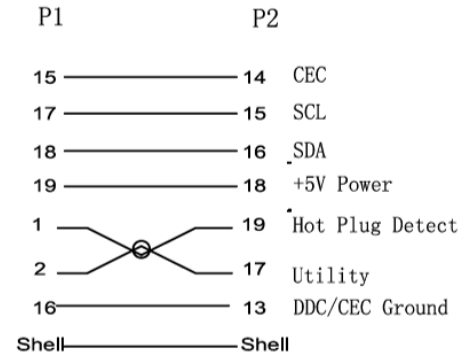 P1 P2
15 14 CEC
17 15 SCL
18 16 SDA
19 18 +5V Power
1 19 Hot Plug Detect
2 17 Utility
16 13 DDC/CEC Ground
Shell Shell